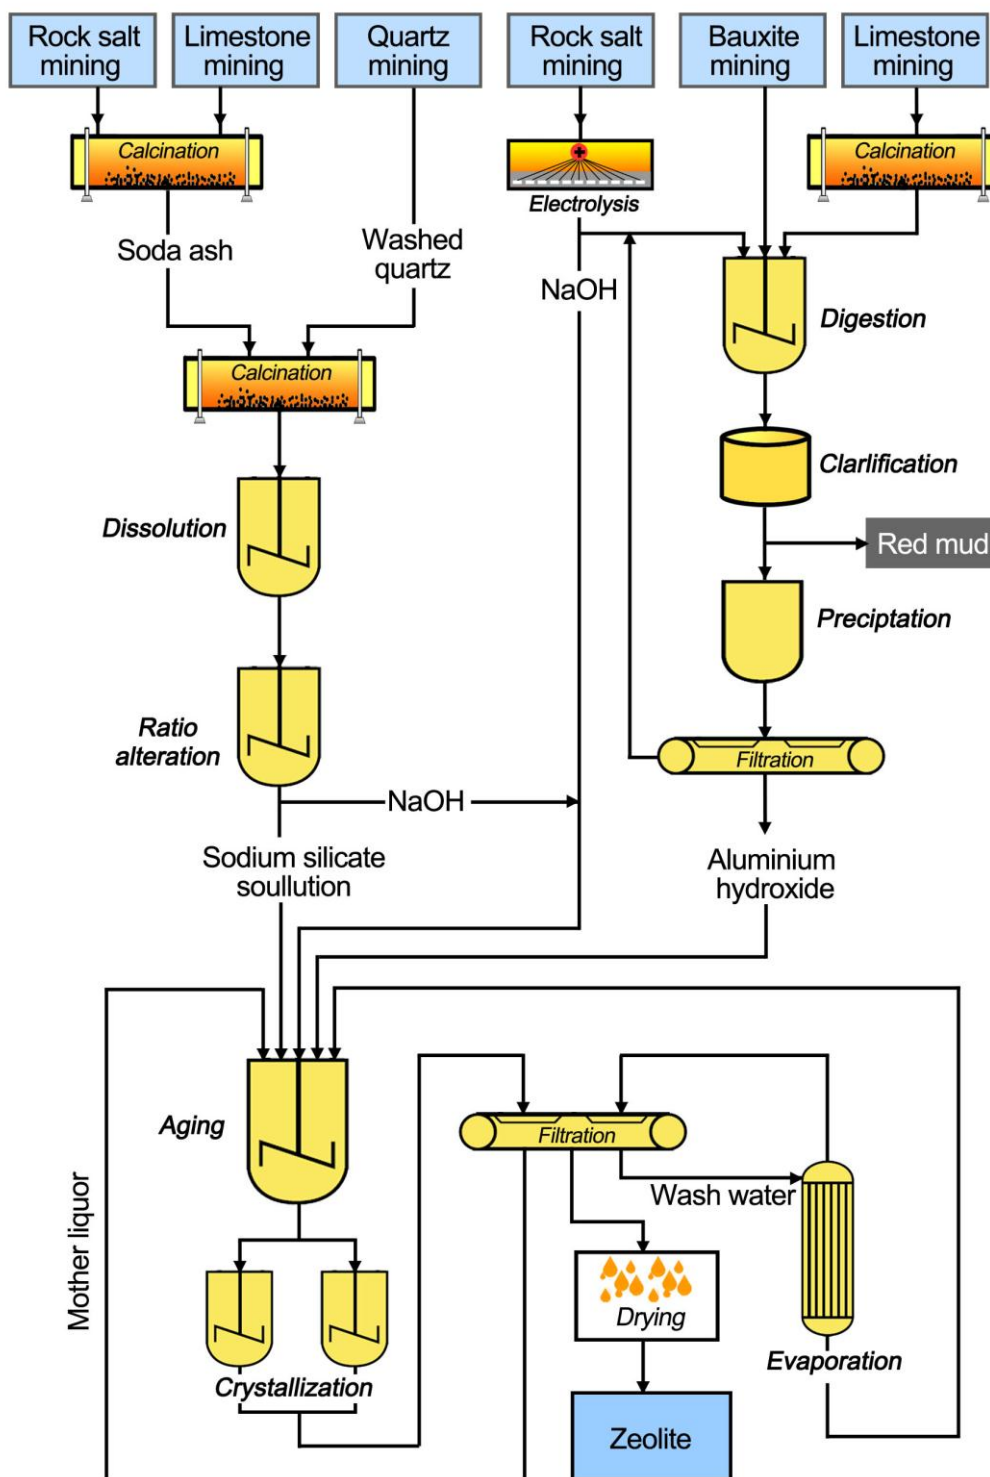 Rock salt
mining
Limestone
mining
Quartz
mining
Rock salt
mining
Bauxite
mining
Limestone
mining
Calcination
Electrolysis
Calcination
Soda ash
Washed
quartz
NaOH
Digestion
Calcination
Clarlification
Dissolution
Red mud
Preciptation
Ratio
alteration
Filtration
NaOH
Sodium silicate
soullution
Aluminium
hydroxide
Aging
Filtration
Wash water
Mother liquor
Drying
Evaporation
Crystallization
Zeolite